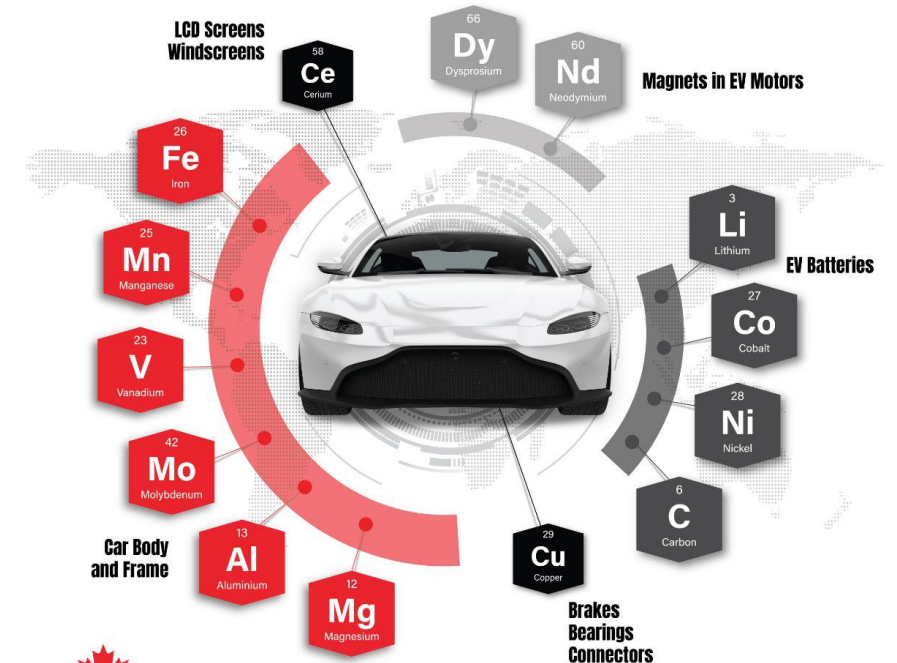 LCD Screens
Windscreens
58
Ce
Cerium
66
Dy
Dysprosium
60
Nd
Neodymium
Magnets in EV Motors
26
Fe
Iron
25
Mn
Manganese
23
V
Vanadium
42
Mo
Molybdenum
13
Al
Aluminium
12
Mg
Magnesium
Car Body
and Frame
3
Li
Lithium
EV Batteries
27
Co
Cobalt
28
Ni
Nickel
6
C
Carbon
29
Cu
Copper
Brakes
Bearings
Connectors